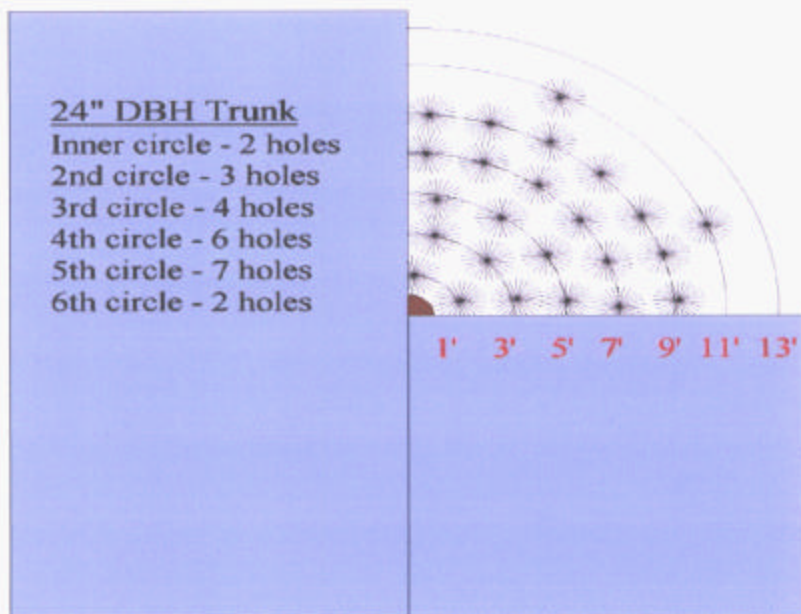 24" DBH Trunk
Inner circle - 2 holes
2nd circle - 3 holes
3rd circle - 4 holes
4th circle - 6 holes
5th circle - 7 holes
6th circle - 2 holes
1' 3' 5' 7' 9' 11' 13'